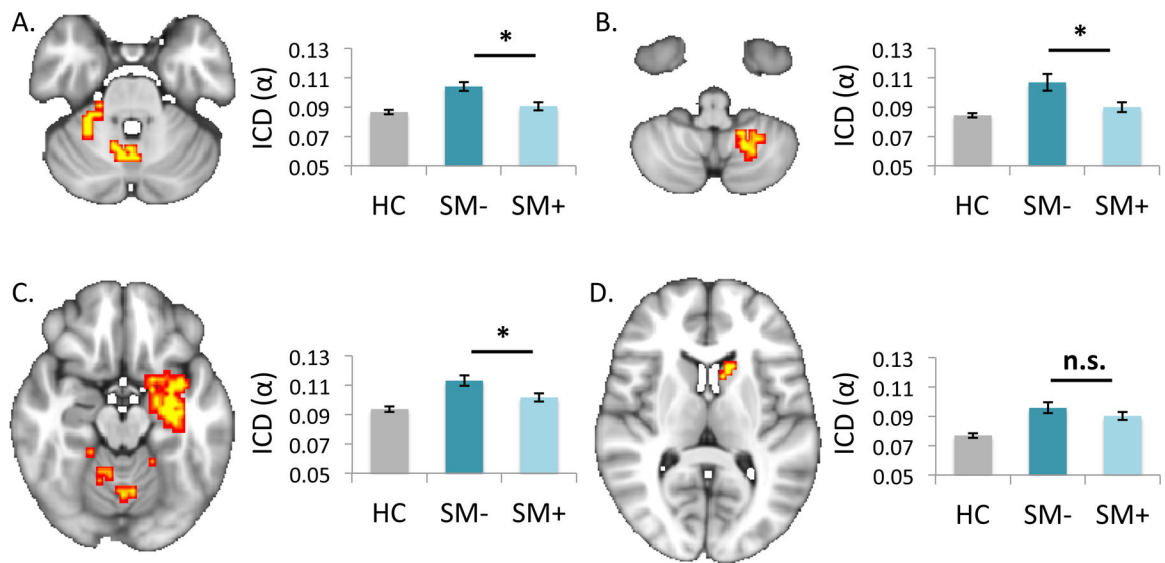 A.
ICD (α)
0.13
0.11
0.09
0.07
0.05
*
HC SM- SM+
B.
ICD (α)
0.13
0.11
0.09
0.07
0.05
*
HC SM- SM+
C.
ICD (α)
0.13
0.11
0.09
0.07
0.05
*
HC SM- SM+
D.
ICD (α)
0.13
0.11
0.09
0.07
0.05
n.s.
HC SM- SM+